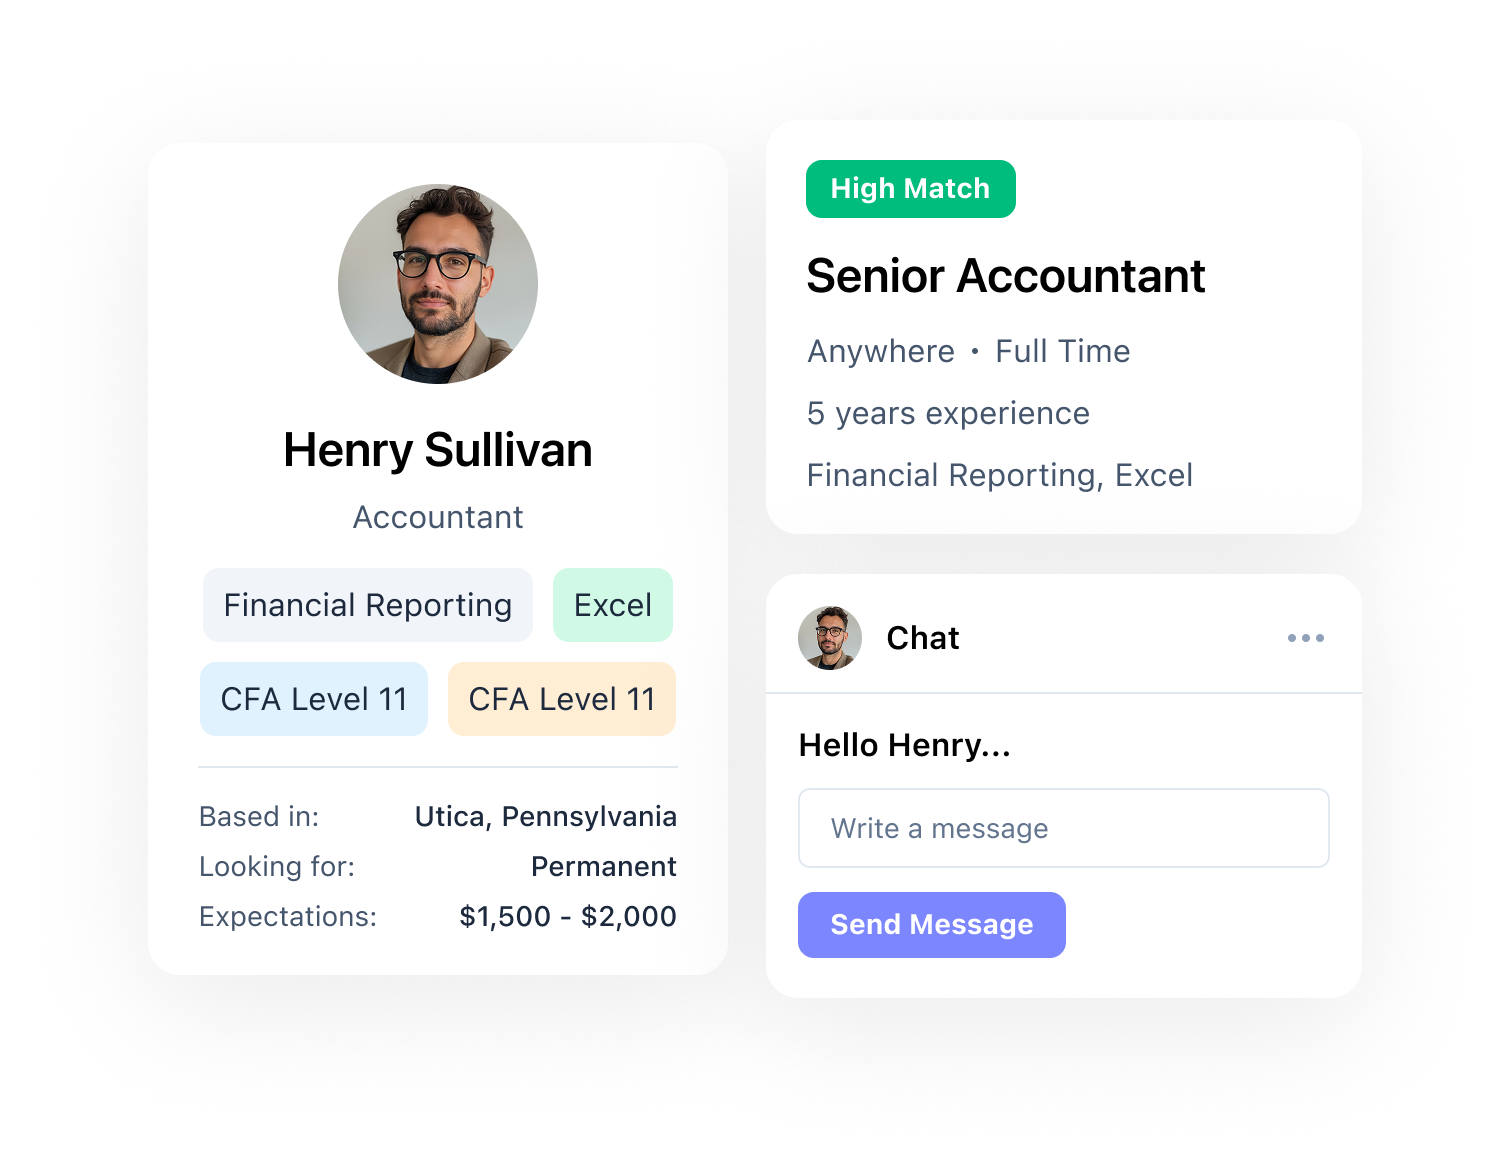 Henry Sullivan
Accountant
Financial Reporting
Excel
CFA Level 11
CFA Level 11
Based in: Utica, Pennsylvania
Looking for: Permanent
Expectations: $1,500 - $2,000
High Match
Senior Accountant
Anywhere • Full Time
5 years experience
Financial Reporting, Excel
Chat
Hello Henry...
Write a message
Send Message